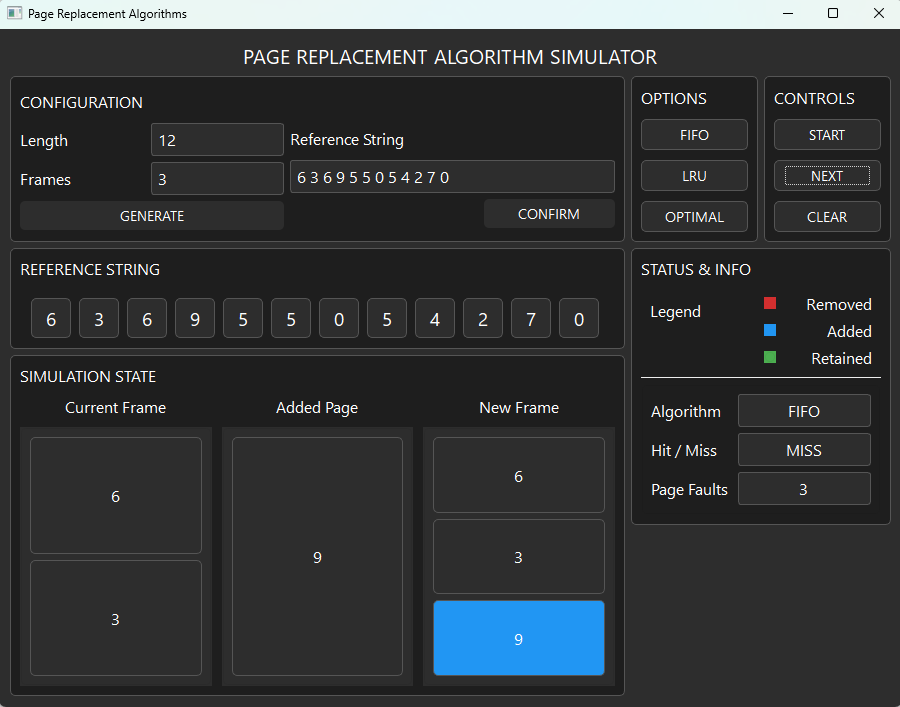 Page Replacement Algorithms
PAGE REPLACEMENT ALGORITHM SIMULATOR
CONFIGURATION
Length
12
Reference String
Frames
3
6 3 6 9 5 5 0 5 4 2 7 0
GENERATE
CONFIRM
OPTIONS
FIFO
LRU
OPTIMAL
CONTROLS
START
NEXT
CLEAR
REFERENCE STRING
6 3 6 9 5 5 0 5 4 2 7 0
STATUS & INFO
Legend
Removed
Added
Retained
Algorithm
FIFO
Hit / Miss
MISS
Page Faults
3
SIMULATION STATE
Current Frame
6
3
Added Page
9
New Frame
6
3
9